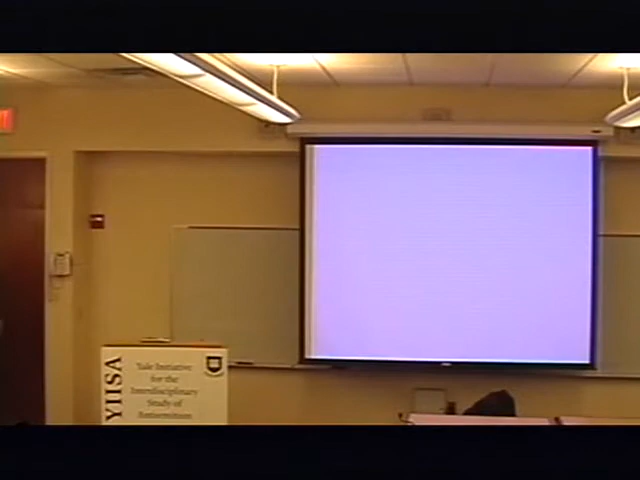 YIISA
Yale Initiative
for the
Interdisciplinary
Study of
Antisemitism